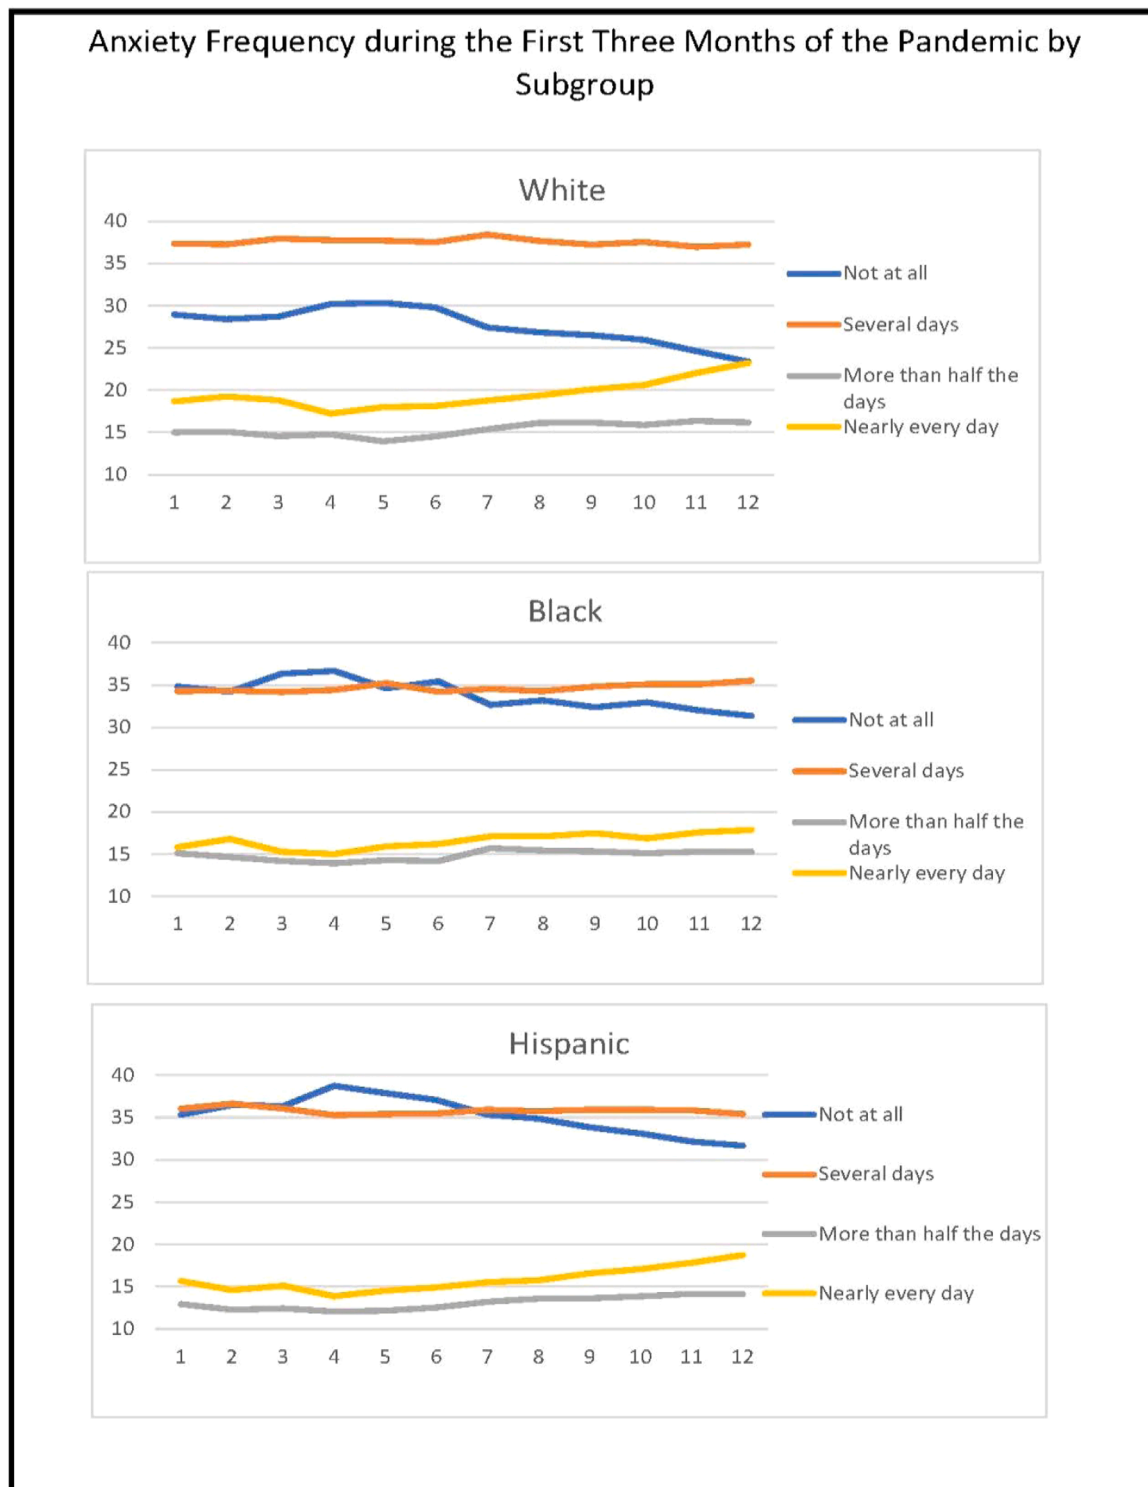 Anxiety Frequency during the First Three Months of the Pandemic by
Subgroup
White
40
35
30
25
20
15
10
1 2 3 4 5 6 7 8 9 10 11 12
Not at all
Several days
More than half the
days
Nearly every day
Black
40
35
30
25
20
15
10
1 2 3 4 5 6 7 8 9 10 11 12
Not at all
Several days
More than half the
days
Nearly every day
Hispanic
40
35
30
25
20
15
10
1 2 3 4 5 6 7 8 9 10 11 12
Not at all
Several days
More than half the days
Nearly every day